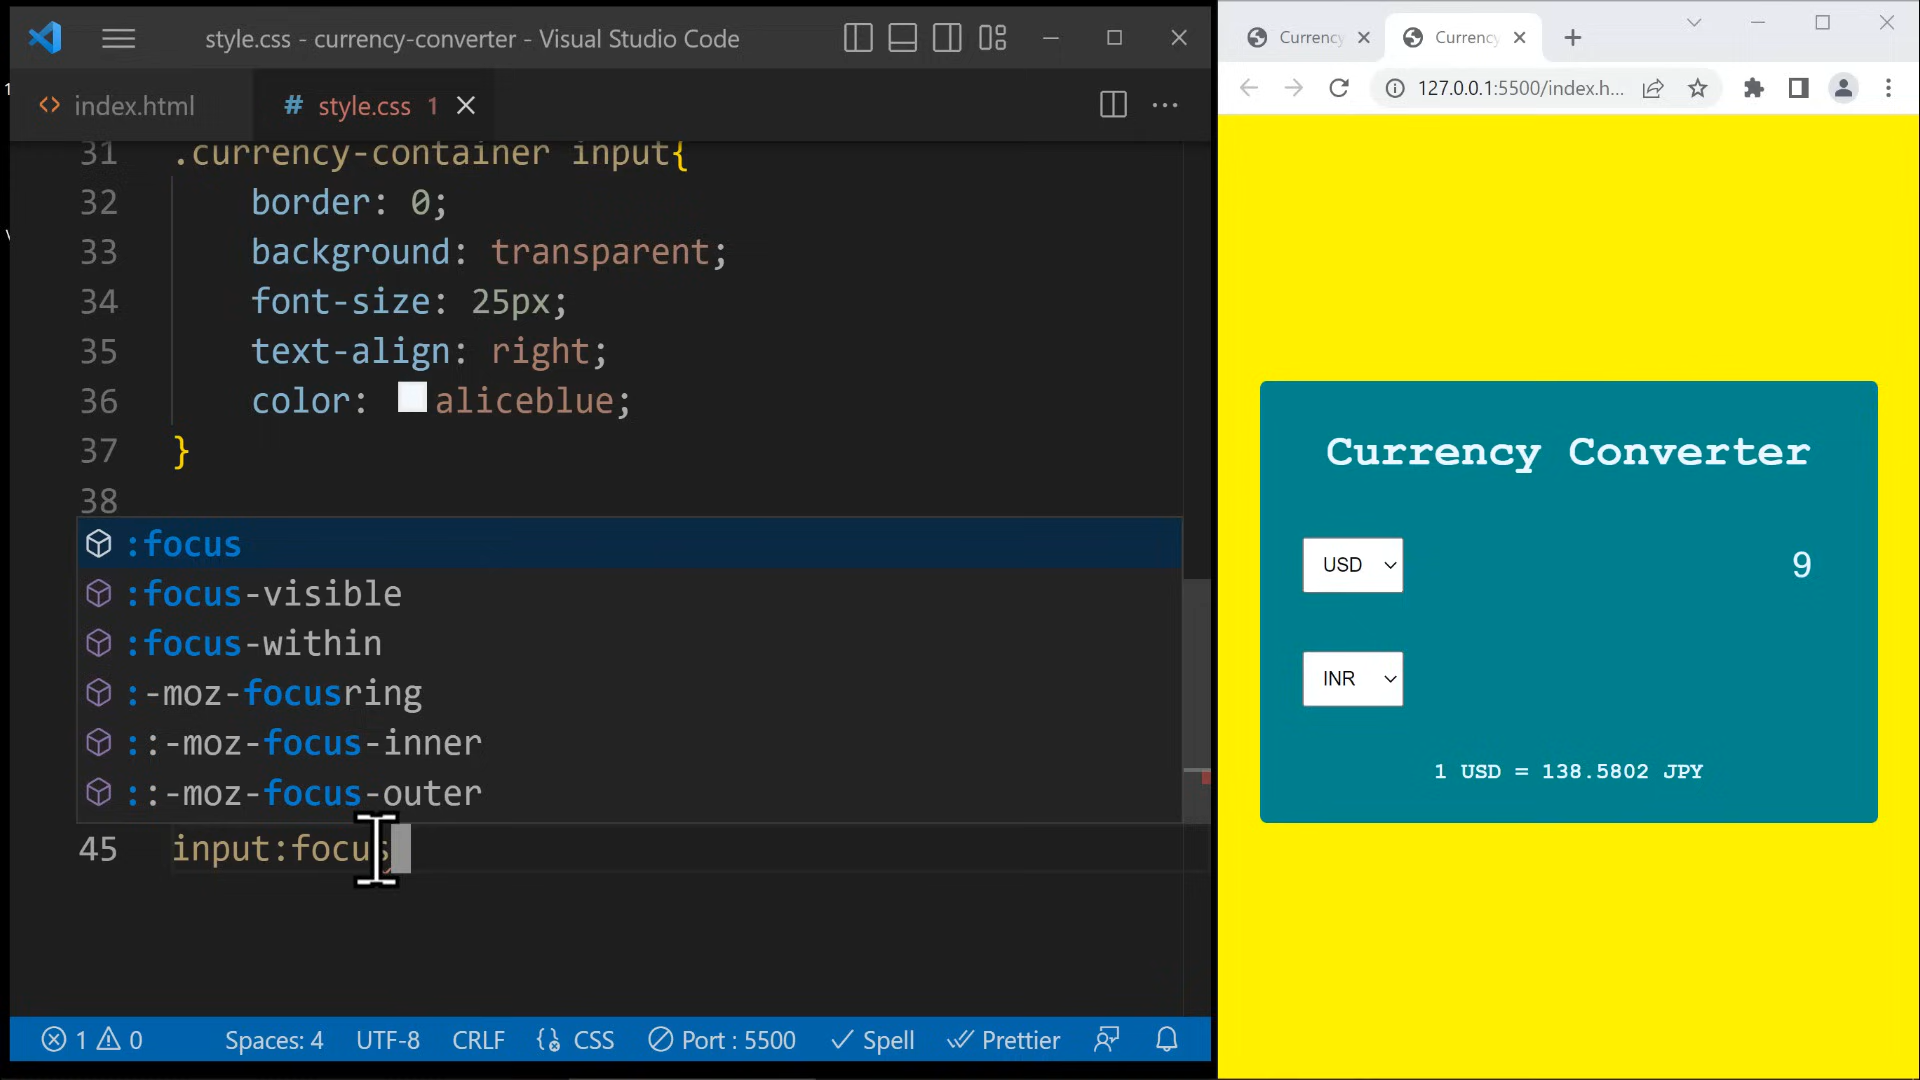 style.css - currency-converter - Visual Studio Code
index.html
# style.css 1
31 .currency-container input{
32 border: 0;
33 background: transparent;
34 font-size: 25px;
35 text-align: right;
36 color: aliceblue;
37 }
38
:focus
:focus-visible
:focus-within
:-moz-focusring
::-moz-focus-inner
::-moz-focus-outer
45 input:focus
1 0 Spaces: 4 UTF-8 CRLF CSS Port : 5500 Spell Prettier
Currency
Currency
127.0.0.1:5500/index.h...
Currency Converter
USD 9
INR
1 USD = 138.5802 JPY